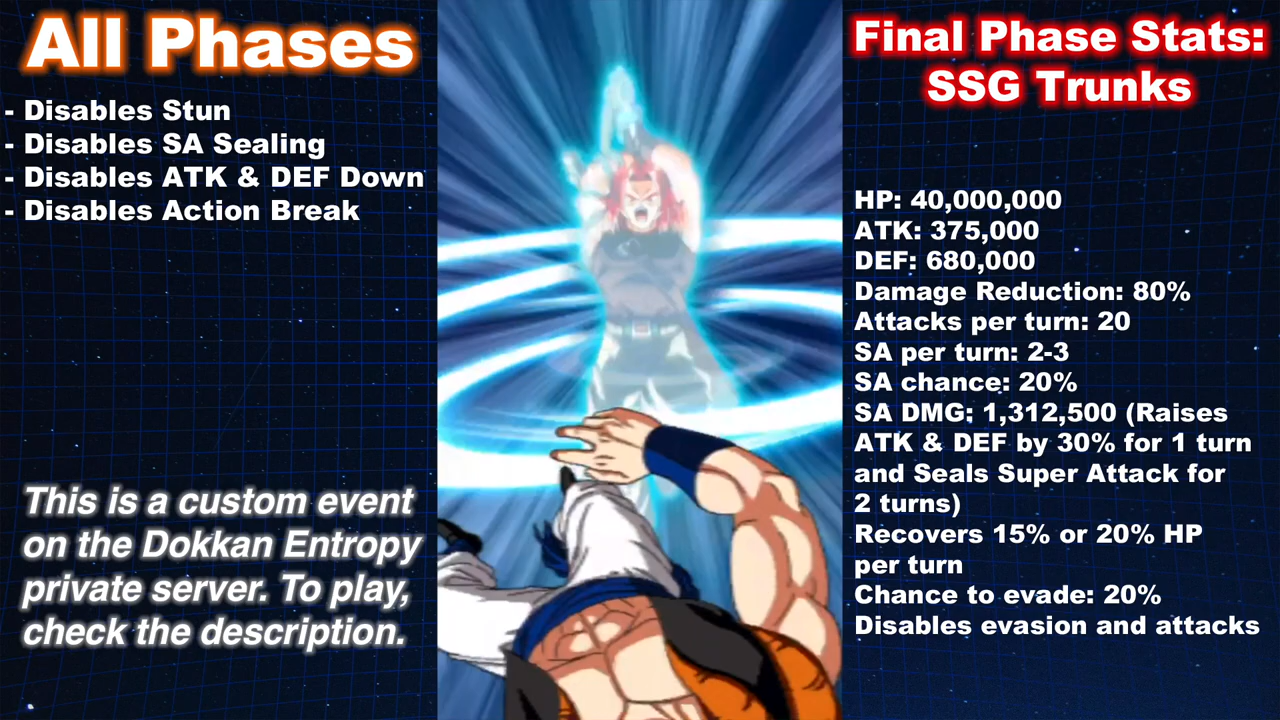 All Phases
- Disables Stun
- Disables SA Sealing
- Disables ATK & DEF Down
- Disables Action Break
This is a custom event
on the Dokkan Entropy
private server. To play,
check the description.
Final Phase Stats:
SSG Trunks
HP: 40,000,000
ATK: 375,000
DEF: 680,000
Damage Reduction: 80%
Attacks per turn: 20
SA per turn: 2-3
SA chance: 20%
SA DMG: 1,312,500 (Raises
ATK & DEF by 30% for 1 turn
and Seals Super Attack for
2 turns)
Recovers 15% or 20% HP
per turn
Chance to evade: 20%
Disables evasion and attacks